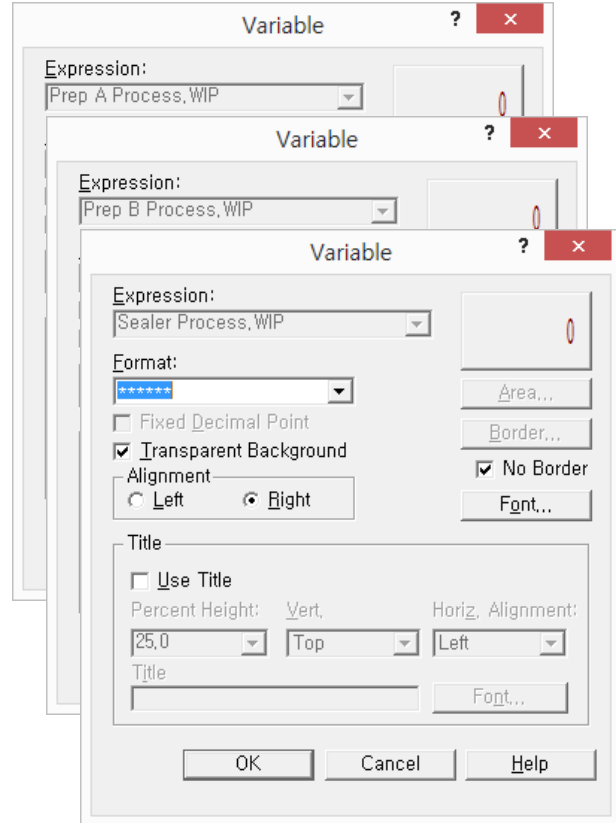 Variable ?
Expression:
Prep A Process,WIP
0
Variable ?
Expression:
Prep B Process,WIP
0
Variable ?
Expression:
Sealer Process,WIP
0
Format:
******
Area...
Fixed Decimal Point
Border...
Transparent Background
No Border
Alignment
Left Right
Font...
Title
Use Title
Percent Height: Vert, Horiz, Alignment:
25,0 Top Left
Title
Font...
OK Cancel Help